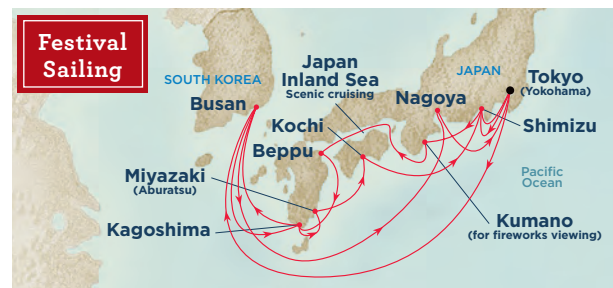 Festival
Sailing
SOUTH KOREA
Busan
Japan
Inland Sea
Scenic cruising
JAPAN
Tokyo
(Yokohama)
Nagoya
Kochi
Shimizu
Beppu
Miyazaki
(Aburatsu)
Pacific
Ocean
Kagoshima
Kumano
(for fireworks viewing)